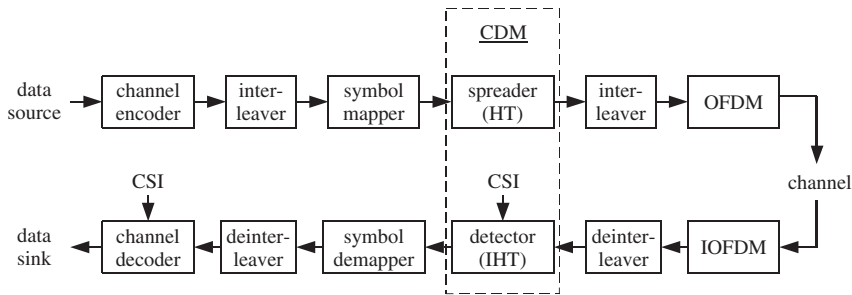 CDM
data
source
channel
encoder
inter-
leaver
symbol
mapper
spreader
(HT)
inter-
leaver
OFDM
channel
CSI
CSI
data
sink
channel
decoder
deinter-
leaver
symbol
demapper
detector
(IHT)
deinter-
leaver
IOFDM